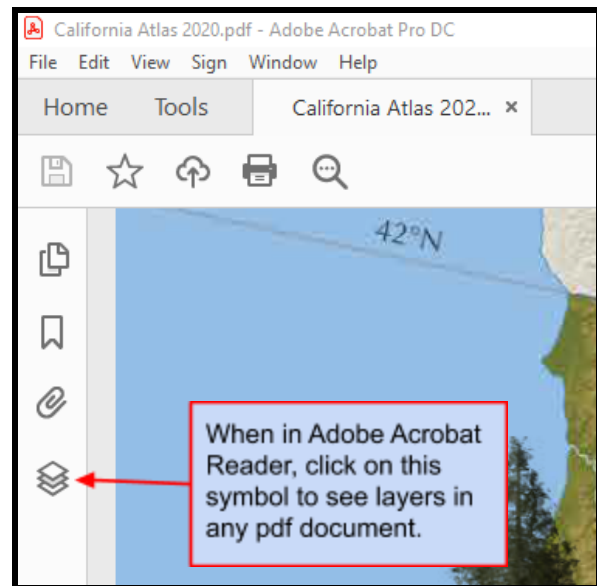 California Atlas 2020.pdf - Adobe Acrobat Pro DC
File Edit View Sign Window Help
Home Tools California Atlas 202... ×
42°N
When in Adobe Acrobat
Reader, click on this
symbol to see layers in
any pdf document.